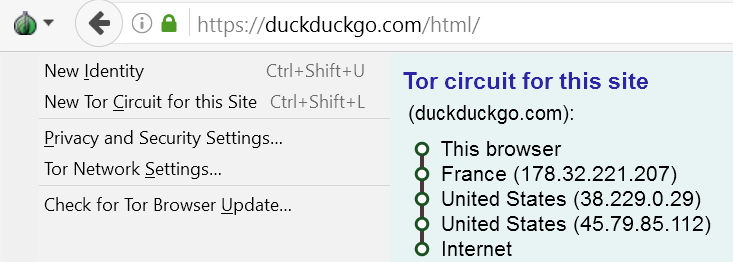 https://duckduckgo.com/html/
New Identity Ctrl+Shift+U
New Tor Circuit for this Site Ctrl+Shift+L
Privacy and Security Settings...
Tor Network Settings...
Check for Tor Browser Update...
Tor circuit for this site
(duckduckgo.com):
This browser
France (178.32.221.207)
United States (38.229.0.29)
United States (45.79.85.112)
Internet